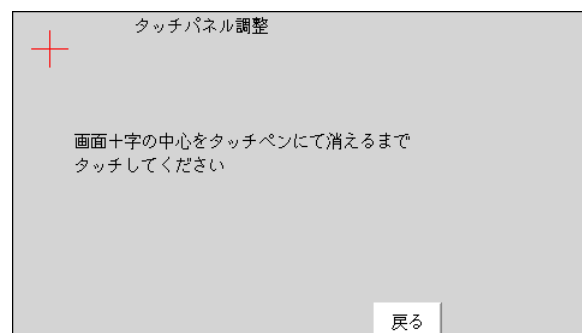 タッチパネル調整
画面十字の中心をタッチペンにて消えるまで
タッチしてください
戻る